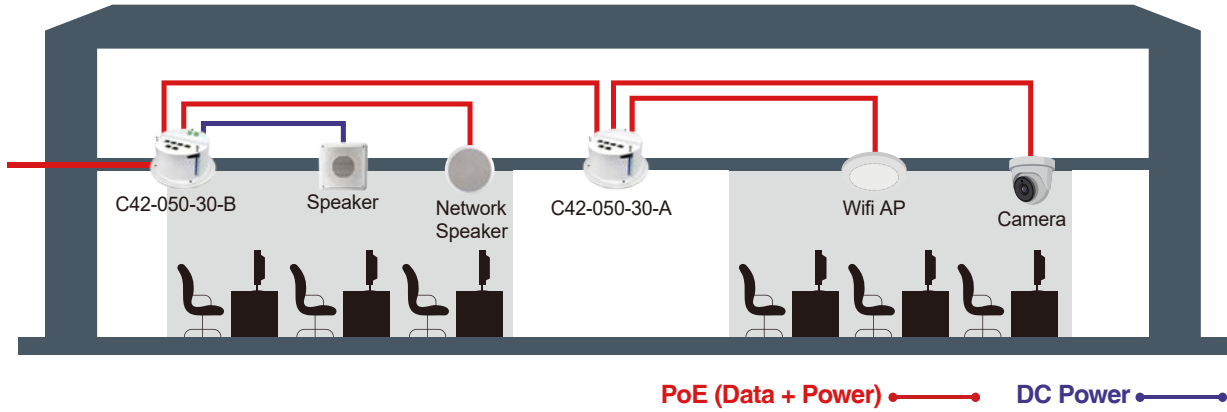 C42-050-30-B
Speaker
Network
Speaker
C42-050-30-A
Wifi AP
Camera
PoE (Data + Power)
DC Power